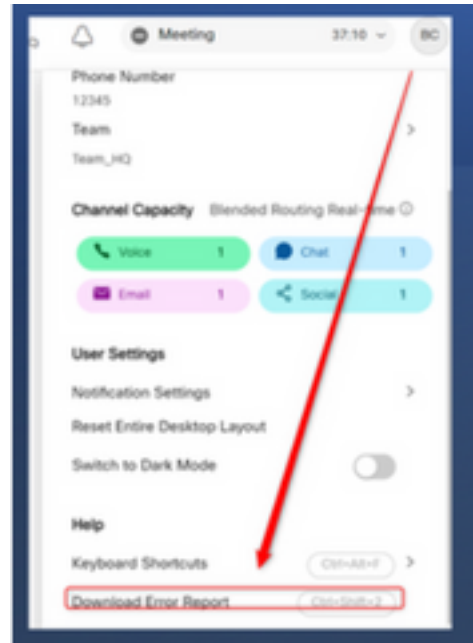 Meeting 37:10 BC
Phone Number
12345
Team
Team_HQ
Channel Capacity Blended Routing Real-time
Voice 1 Chat 1
Email 1 Social 1
User Settings
Notification Settings
Reset Entire Desktop Layout
Switch to Dark Mode
Help
Keyboard Shortcuts Ctrl+Alt+F
Download Error Report Ctrl+Shift+2